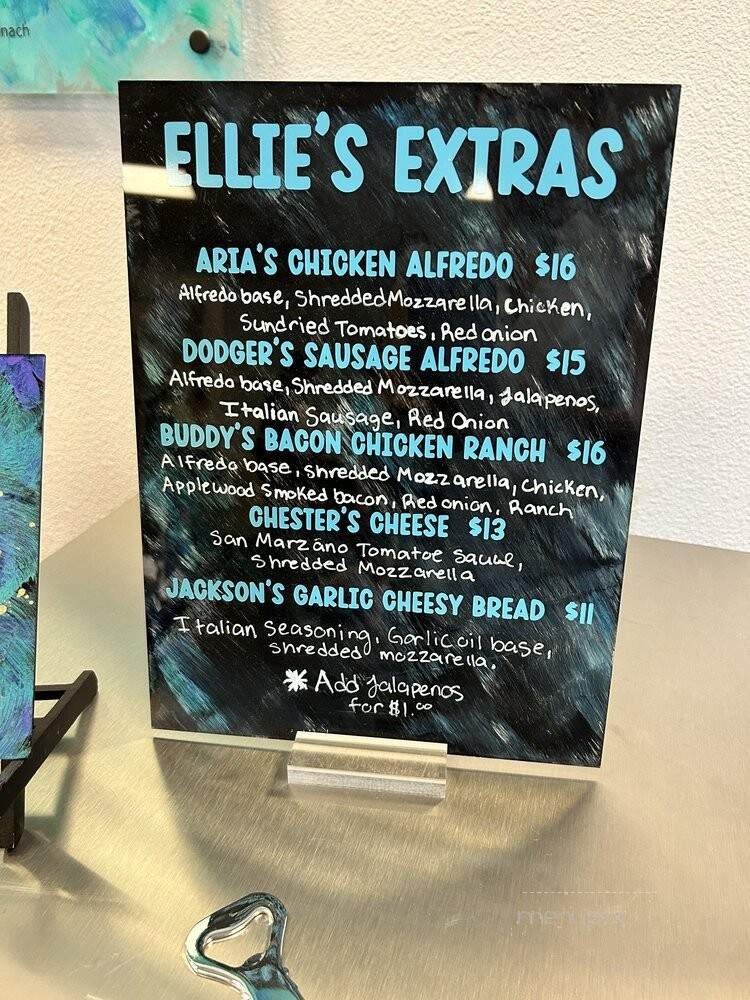 nach
ELLIE'S EXTRAS
ARIA'S CHICKEN ALFREDO $16
Alfredo base, Shredded Mozzarella, Chicken,
Sundried Tomatoes, Red onion
DODGER'S SAUSAGE ALFREDO $15
Alfredo base, Shredded Mozzarella, Jalapenos,
Italian Sausage, Red Onion
BUDDY'S BACON CHICKEN RANCH $16
Alfredo base, shredded Mozzarella, Chicken,
Applewood Smoked bacon, Red onion, Ranch
CHESTER'S CHEESE $13
San Marzano Tomatoe Sauce,
Shredded Mozzarella
JACKSON'S GARLIC CHEESY BREAD $11
Italian Seasoning, Garlic oil base,
shredded mozzarella.
* Add Jalapenos
for $1.00